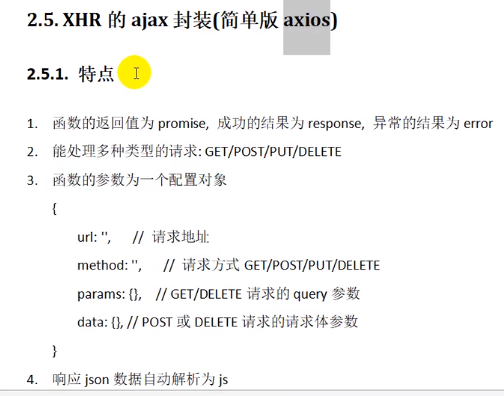 2.5. XHR 的 ajax 封装(简单版 axios)
2.5.1. 特点
1. 函数的返回值为 promise, 成功的结果为 response, 异常的结果为 error
2. 能处理多种类型的请求: GET/POST/PUT/DELETE
3. 函数的参数为一个配置对象
{
url: '', // 请求地址
method: '', // 请求方式 GET/POST/PUT/DELETE
params: {}, // GET/DELETE 请求的 query 参数
data: {}, // POST 或 DELETE 请求的请求体参数
}
4. 响应 json 数据自动解析为 js